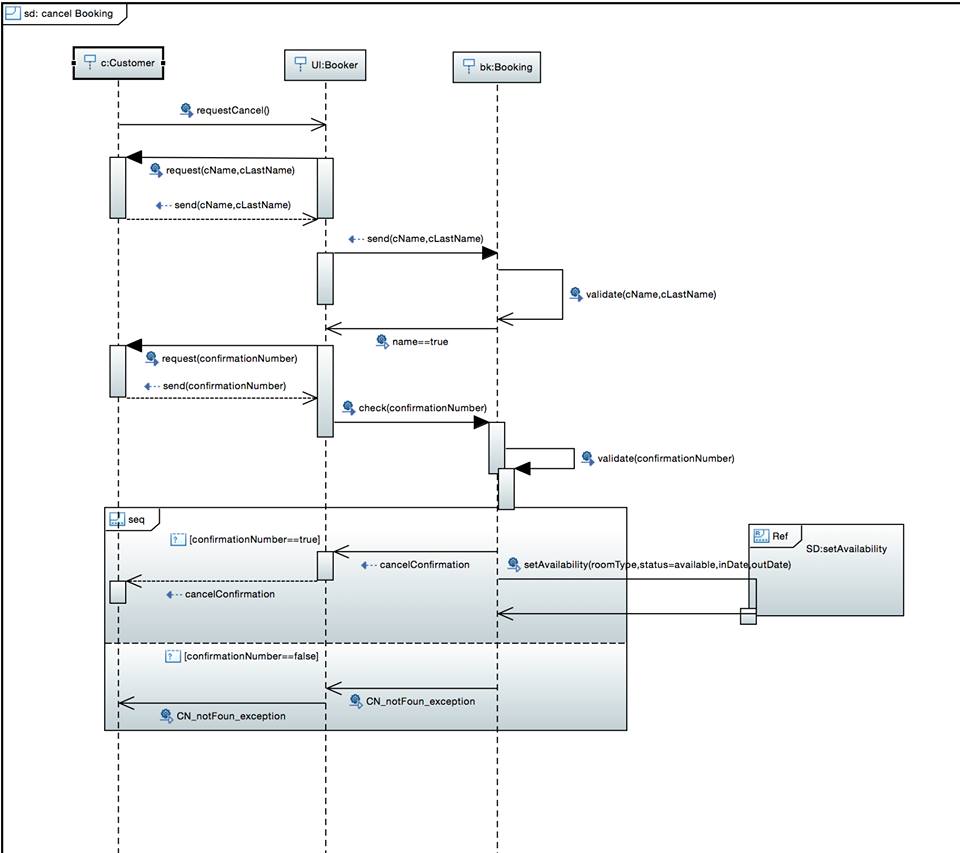 sd: cancel Booking
c:Customer
UI:Booker
bk:Booking
requestCancel()
request(cName,cLastName)
send(cName,cLastName)
send(cName,cLastName)
validate(cName,cLastName)
name==true
request(confirmationNumber)
send(confirmationNumber)
check(confirmationNumber)
validate(confirmationNumber)
seq
[confirmationNumber==true]
Ref
SD:setAvailability
cancelConfirmation
setAvailability(roomType,status=available,inDate,outDate)
cancelConfirmation
[confirmationNumber==false]
CN_notFoun_exception
CN_notFoun_exception